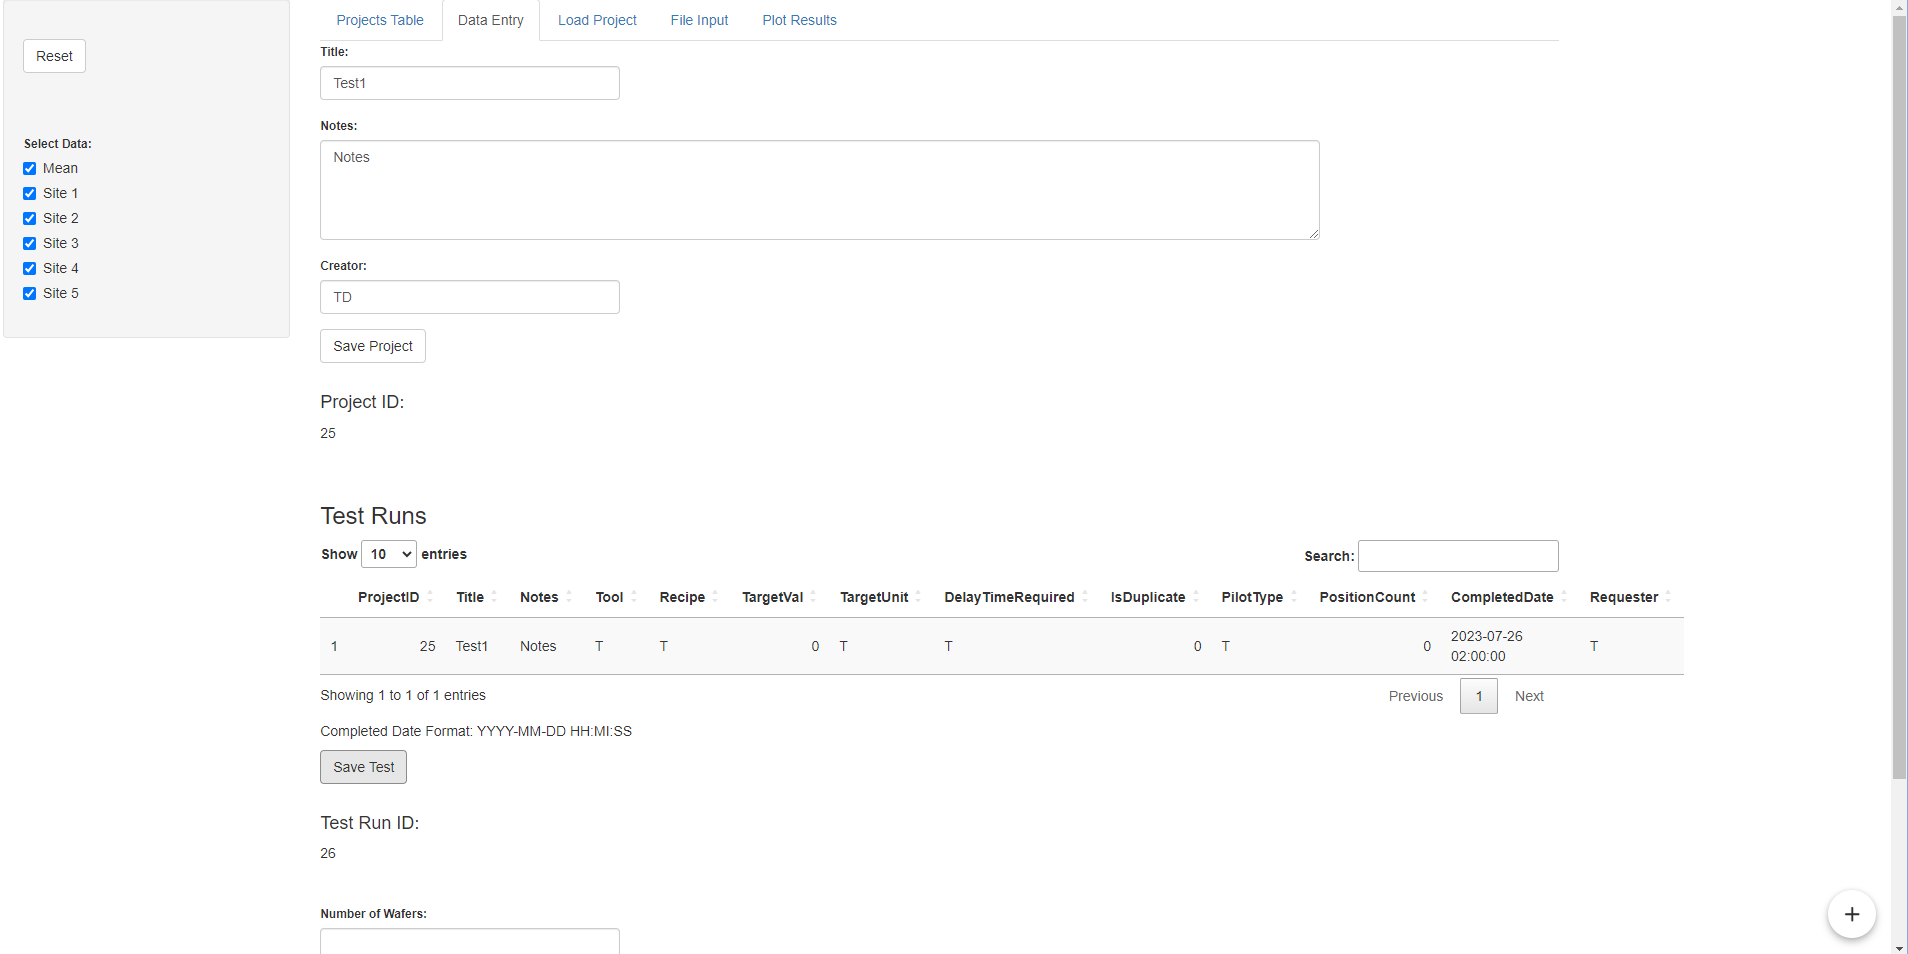 Reset
Select Data:
Mean
Site 1
Site 2
Site 3
Site 4
Site 5
Projects Table Data Entry Load Project File Input Plot Results
Title:
Test1
Notes:
Notes
Creator:
TD
Save Project
Project ID:
25
Test Runs
Show 10 entries Search:
ProjectID Title Notes Tool Recipe TargetVal TargetUnit DelayTimeRequired IsDuplicate PilotType PositionCount CompletedDate Requester
1 25 Test1 Notes T T 0 T T 0 T 0 2023-07-26 02:00:00 T
Showing 1 to 1 of 1 entries Previous 1 Next
Completed Date Format: YYYY-MM-DD HH:MI:SS
Save Test
Test Run ID:
26
Number of Wafers:
+